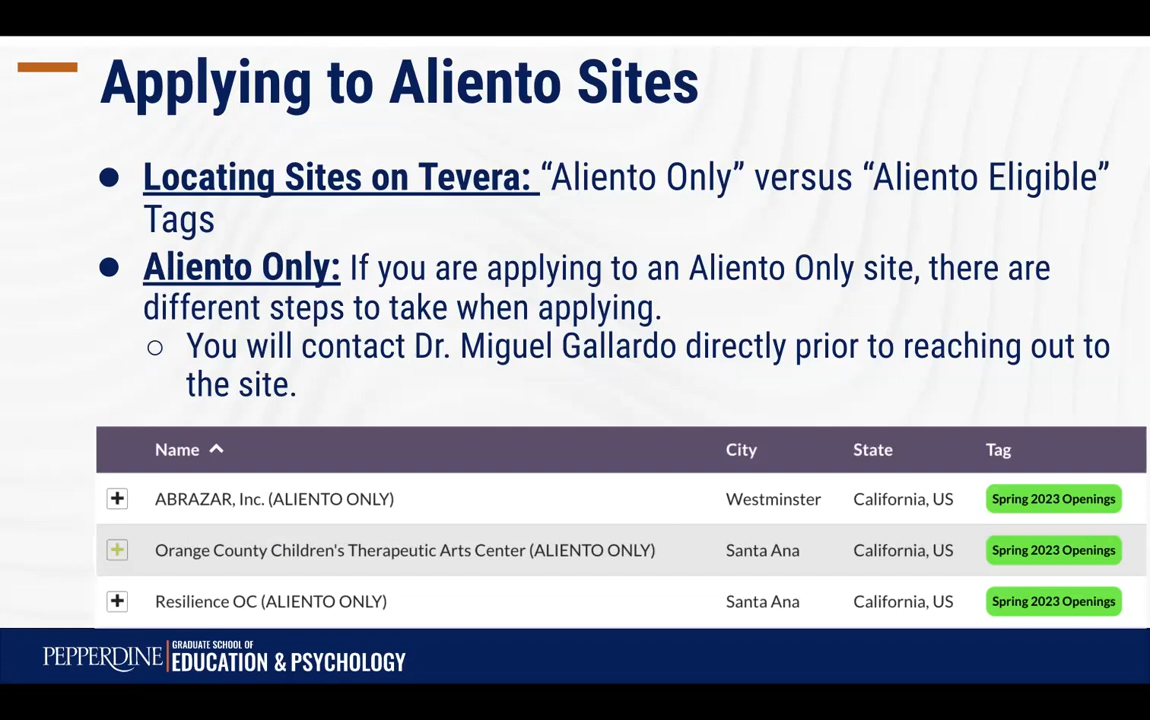 Applying to Aliento Sites
● Locating Sites on Tevera: “Aliento Only” versus “Aliento Eligible”
Tags
● Aliento Only: If you are applying to an Aliento Only site, there are
different steps to take when applying.
○ You will contact Dr. Miguel Gallardo directly prior to reaching out to
the site.
Name City State Tag
ABRAZAR, Inc. (ALIENTO ONLY) Westminster California, US Spring 2023 Openings
Orange County Children's Therapeutic Arts Center (ALIENTO ONLY) Santa Ana California, US Spring 2023 Openings
Resilience OC (ALIENTO ONLY) Santa Ana California, US Spring 2023 Openings
PEPPERDINE
GRADUATE SCHOOL OF
EDUCATION & PSYCHOLOGY